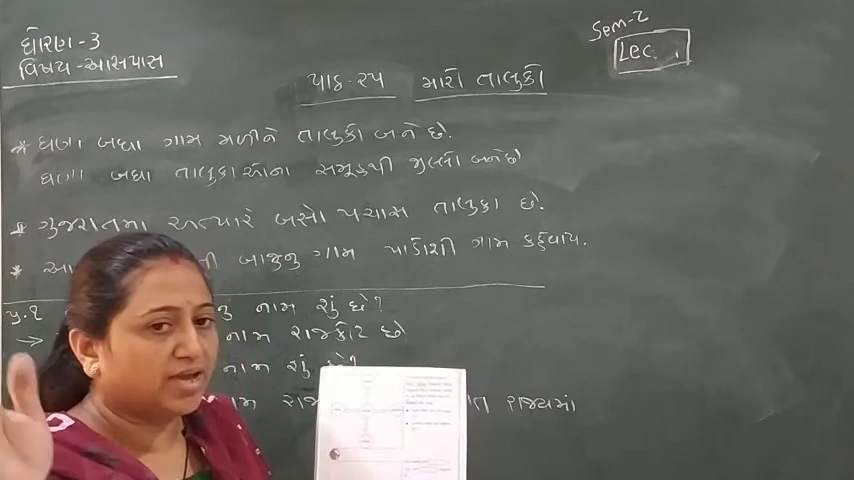 ધોરણ-3
વિષય-આસપાસ
Sem-2
Lec. 1
પાઠ-૨૫ મારો તાલુકો
* ઘણા બધા ગામ મળીને તાલુકો બને છે.
ઘણા બધા તાલુકાઓના સમૂહથી જીલ્લો બને છે
* ગુજરાતમા અત્યારે બસો પચાસ તાલુકા છે.
* આ ની બાજુનુ ગામ પાડોશી ગામ કહેવાય.
પ્ર.૧ નુ નામ શું છે?
→ નામ રાજકોટ છે
નામ શું છે?
રાજ્યમાં